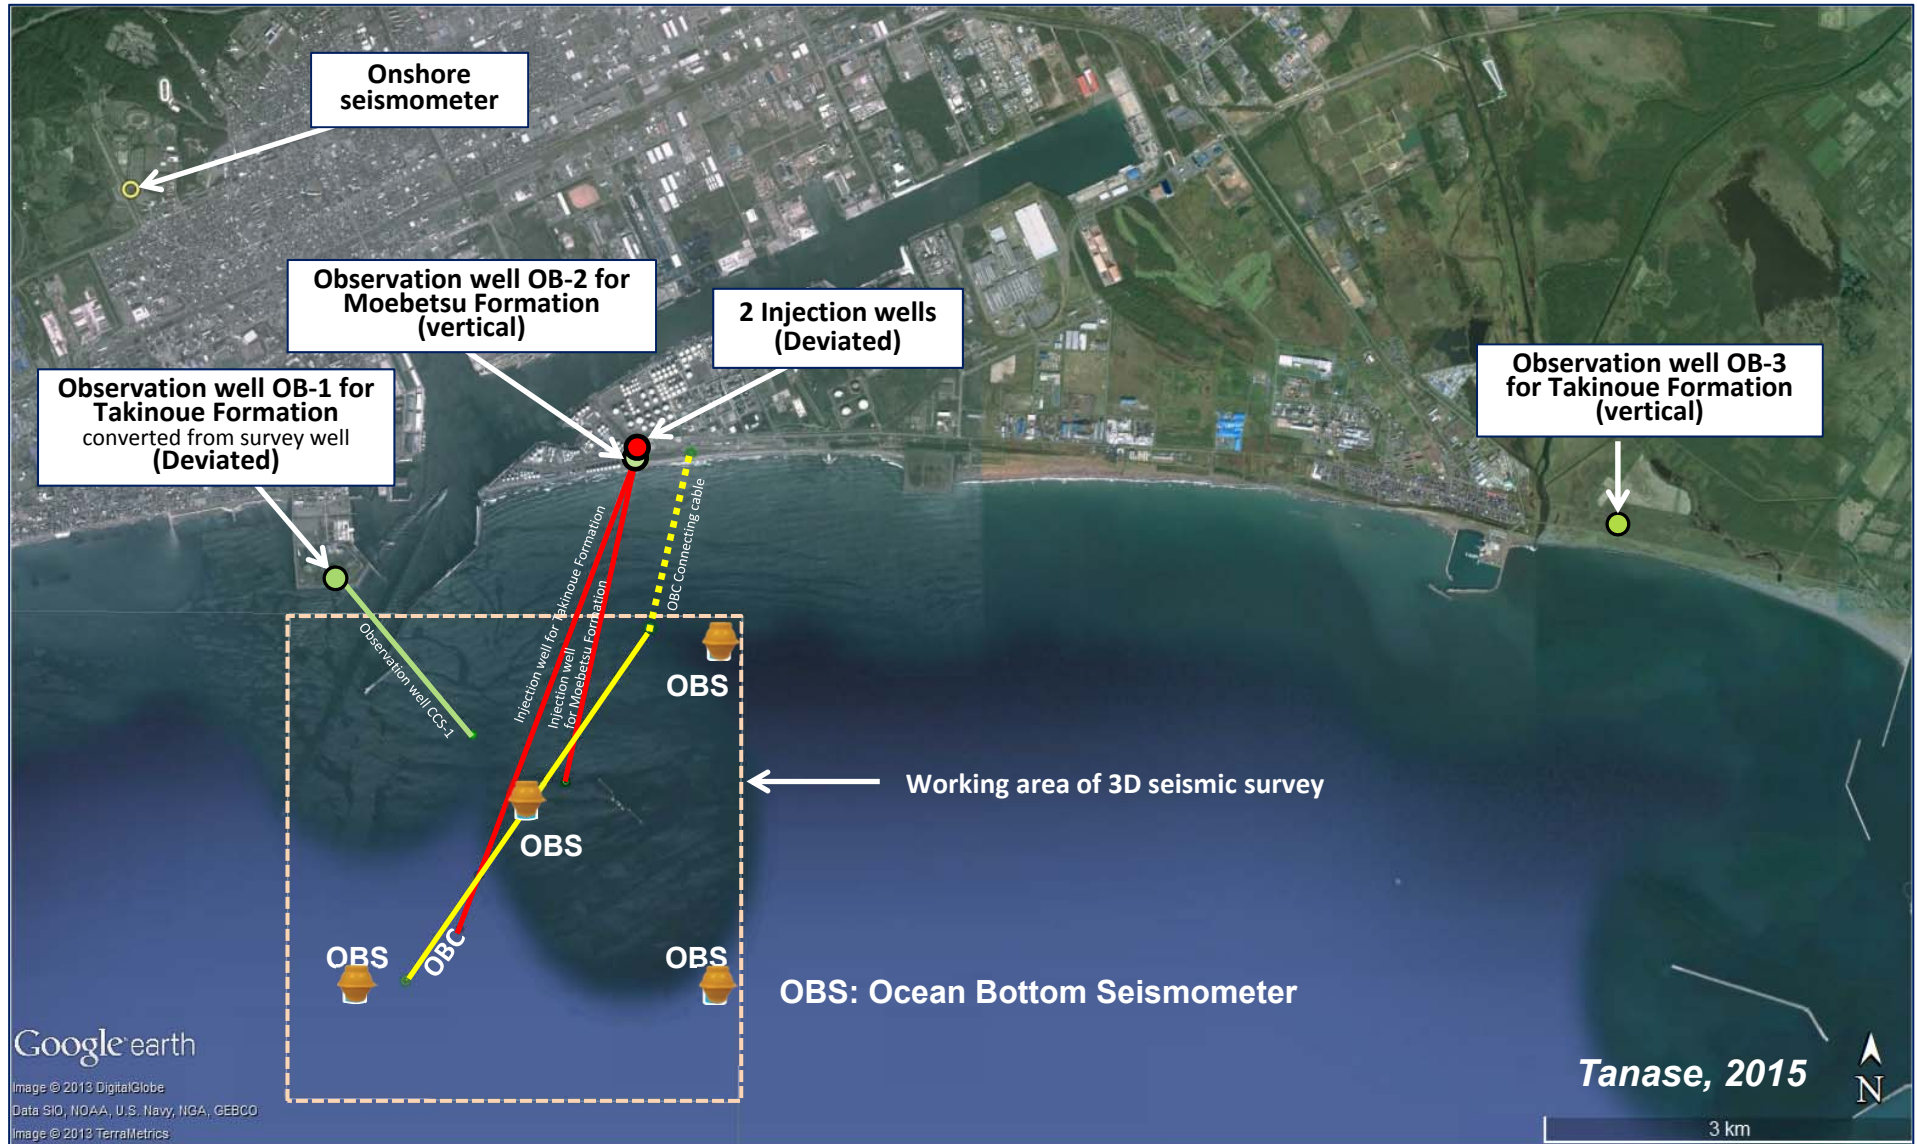 Onshore
seismometer
Observation well OB-2 for
Moebetsu Formation
(vertical)
2 Injection wells
(Deviated)
Observation well OB-3
for Takinoue Formation
(vertical)
Observation well OB-1 for
Takinoue Formation
converted from survey well
(Deviated)
OBC Connecting cable
Injection well for Takinoue Formation
Injection well
for Moebetsu Formation
Observation well CCS-1
OBS
Working area of 3D seismic survey
OBS
OBC
OBS
OBS
OBS: Ocean Bottom Seismometer
Google earth
Image © 2013 DigitalGlobe
Data SIO, NOAA, U.S. Navy, NGA, GEBCO
Image © 2013 TerraMetrics
Tanase, 2015
N
3 km